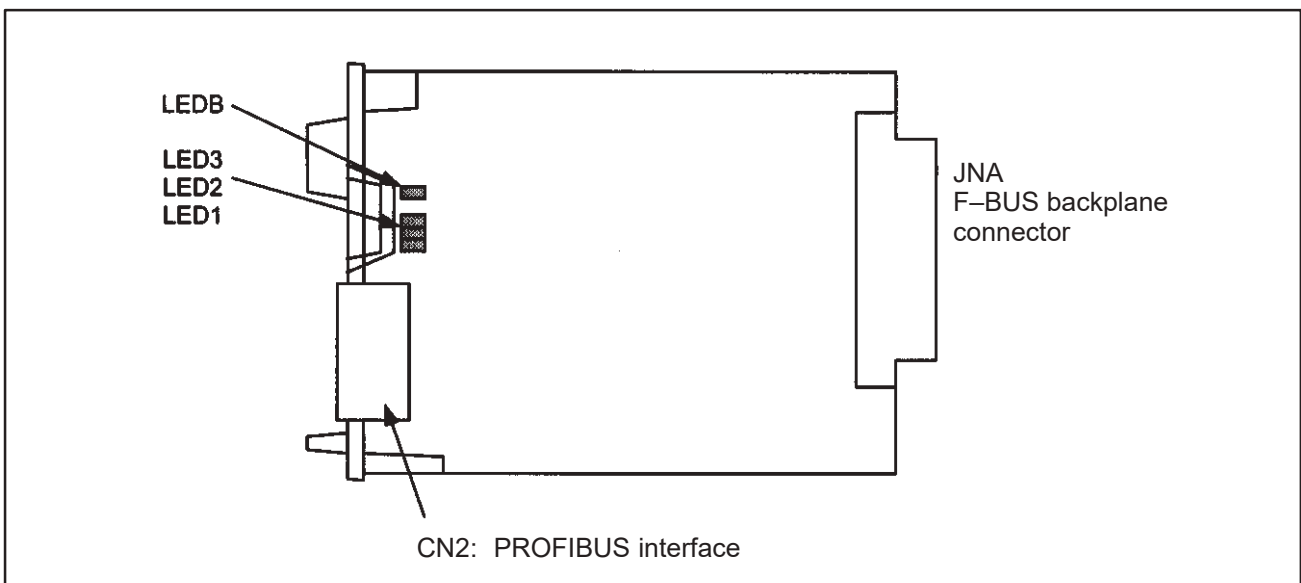 LEDB
LED3
LED2
LED1
JNA
F–BUS backplane
connector
CN2: PROFIBUS interface